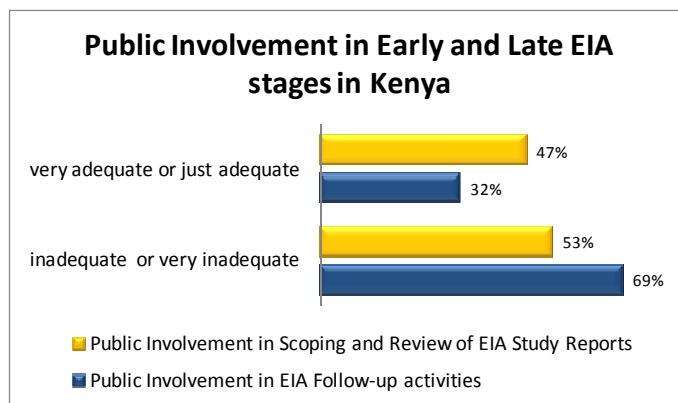 Public Involvement in Early and Late EIA
stages in Kenya
very adequate or just adequate
47%
32%
inadequate or very inadequate
53%
69%
Public Involvement in Scoping and Review of EIA Study Reports
Public Involvement in EIA Follow-up activities